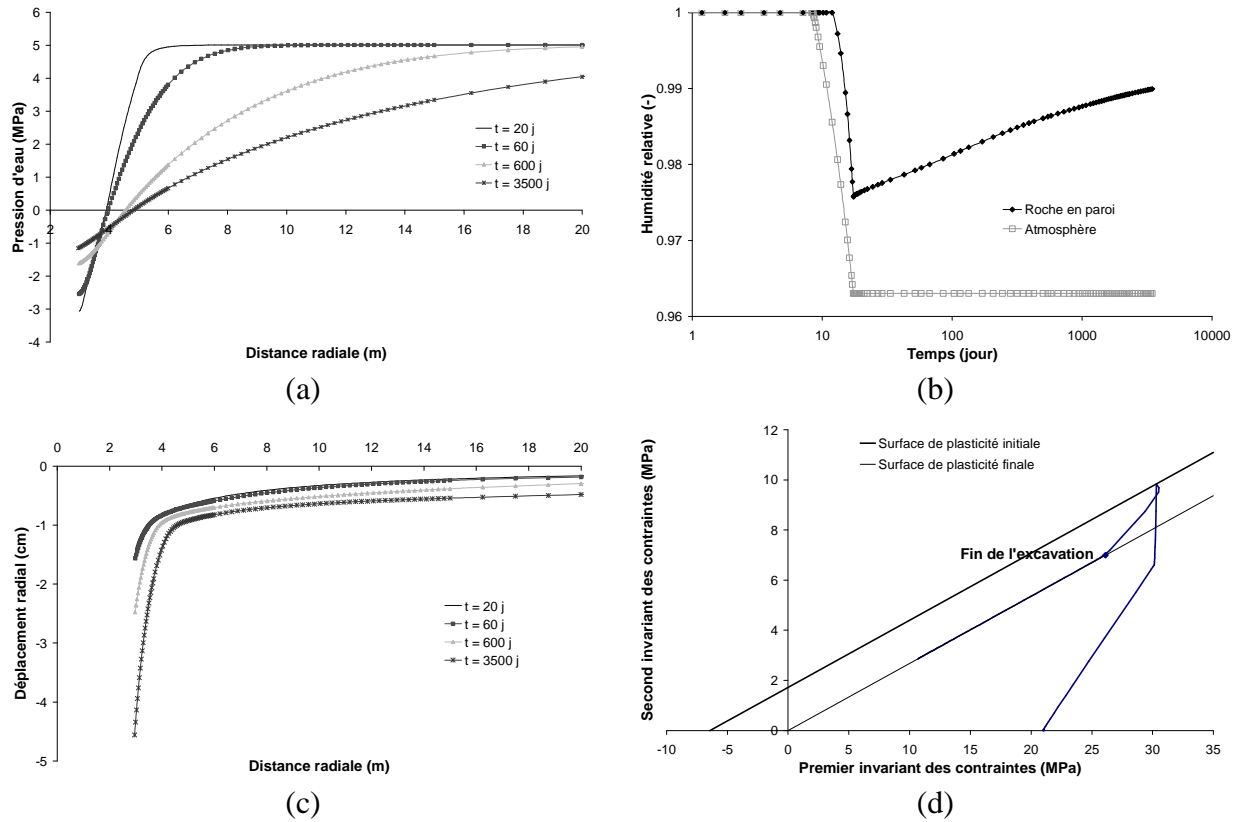 6
5
4
3
2
1
0
-1
-2
-3
-4
2
4
6
8
10
12
14
16
18
20
Pression d'eau (MPa)
Distance radiale (m)
t = 20 j
t = 60 j
t = 600 j
t = 3500 j
(a)
1
0.99
0.98
0.97
0.96
1
10
100
1000
10000
Humidité relative (-)
Temps (jour)
Roche en paroi
Atmosphère
(b)
0
2
4
6
8
10
12
14
16
18
20
0
-1
-2
-3
-4
-5
Déplacement radial (cm)
Distance radiale (m)
t = 20 j
t = 60 j
t = 600 j
t = 3500 j
(c)
12
10
8
6
4
2
0
-10
-5
0
5
10
15
20
25
30
35
Second invariant des contraintes (MPa)
Premier invariant des contraintes (MPa)
Surface de plasticité initiale
Surface de plasticité finale
Fin de l'excavation
(d)